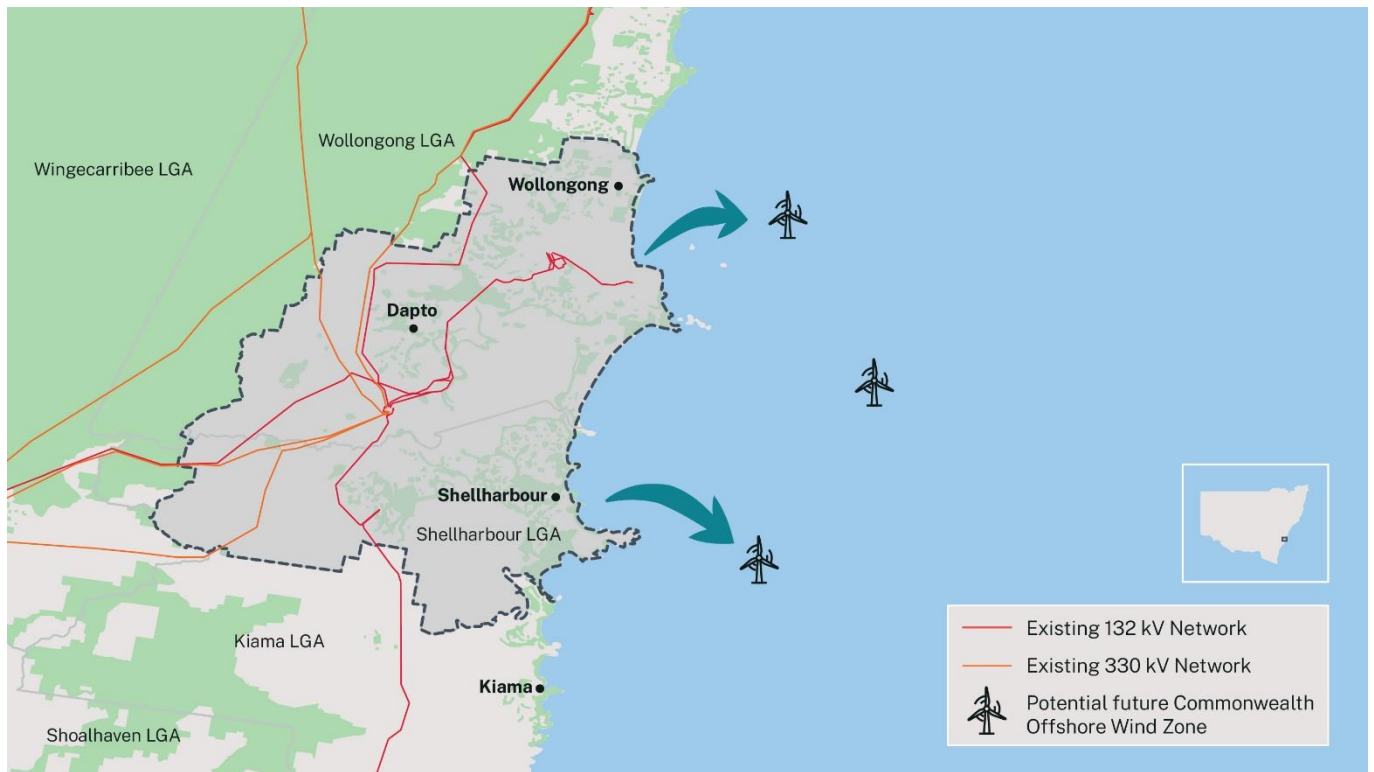 Wollongong LGA
Wingecarribee LGA
Wollongong
Dapto
Shellharbour
Shellharbour LGA
Kiama LGA
Kiama
Shoalhaven LGA
Existing 132 kV Network
Existing 330 kV Network
Potential future Commonwealth
Offshore Wind Zone